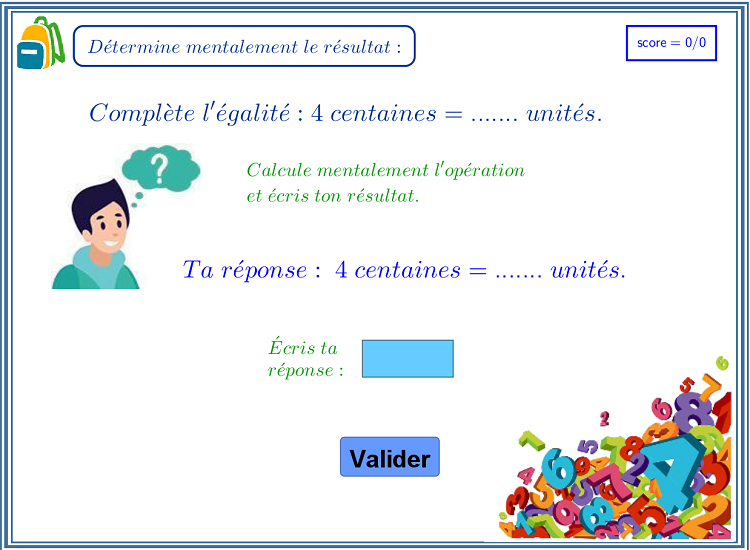 Détermine mentalement le résultat :
score = 0/0
Complète l'égalité : 4 centaines = ....... unités.
?
Calcule mentalement l'opération
et écris ton résultat.
Ta réponse : 4 centaines = ....... unités.
Écris ta
réponse :
Valider